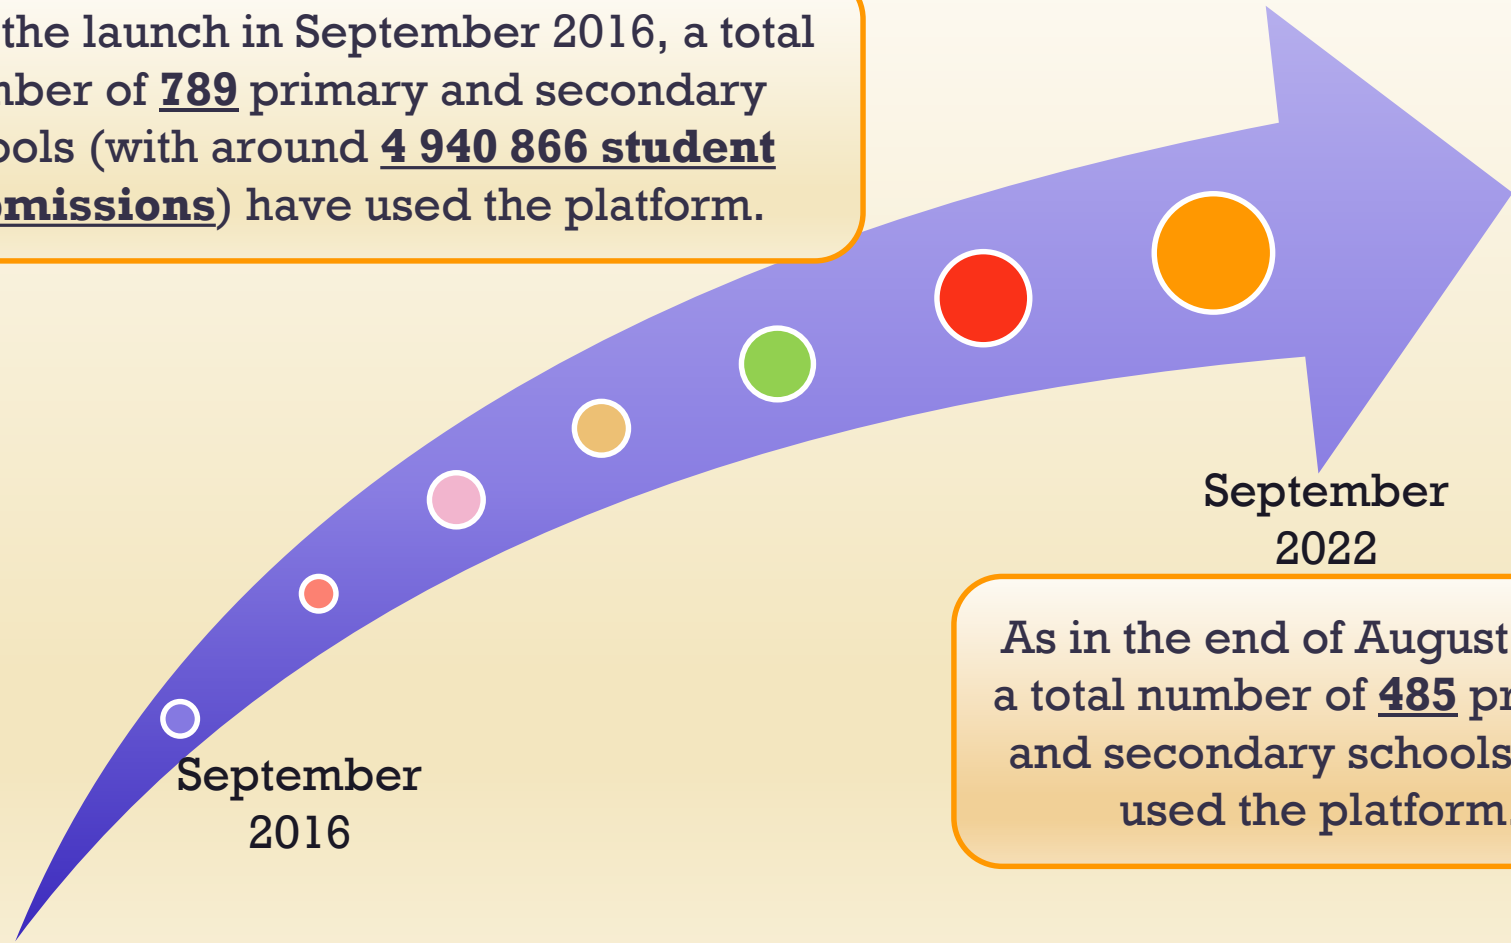 the launch in September 2016, a total
mber of 789 primary and secondary
ools (with around 4 940 866 student
omissions) have used the platform.
September
2022
As in the end of August
a total number of 485 pr
and secondary schools
used the platform.
September
2016